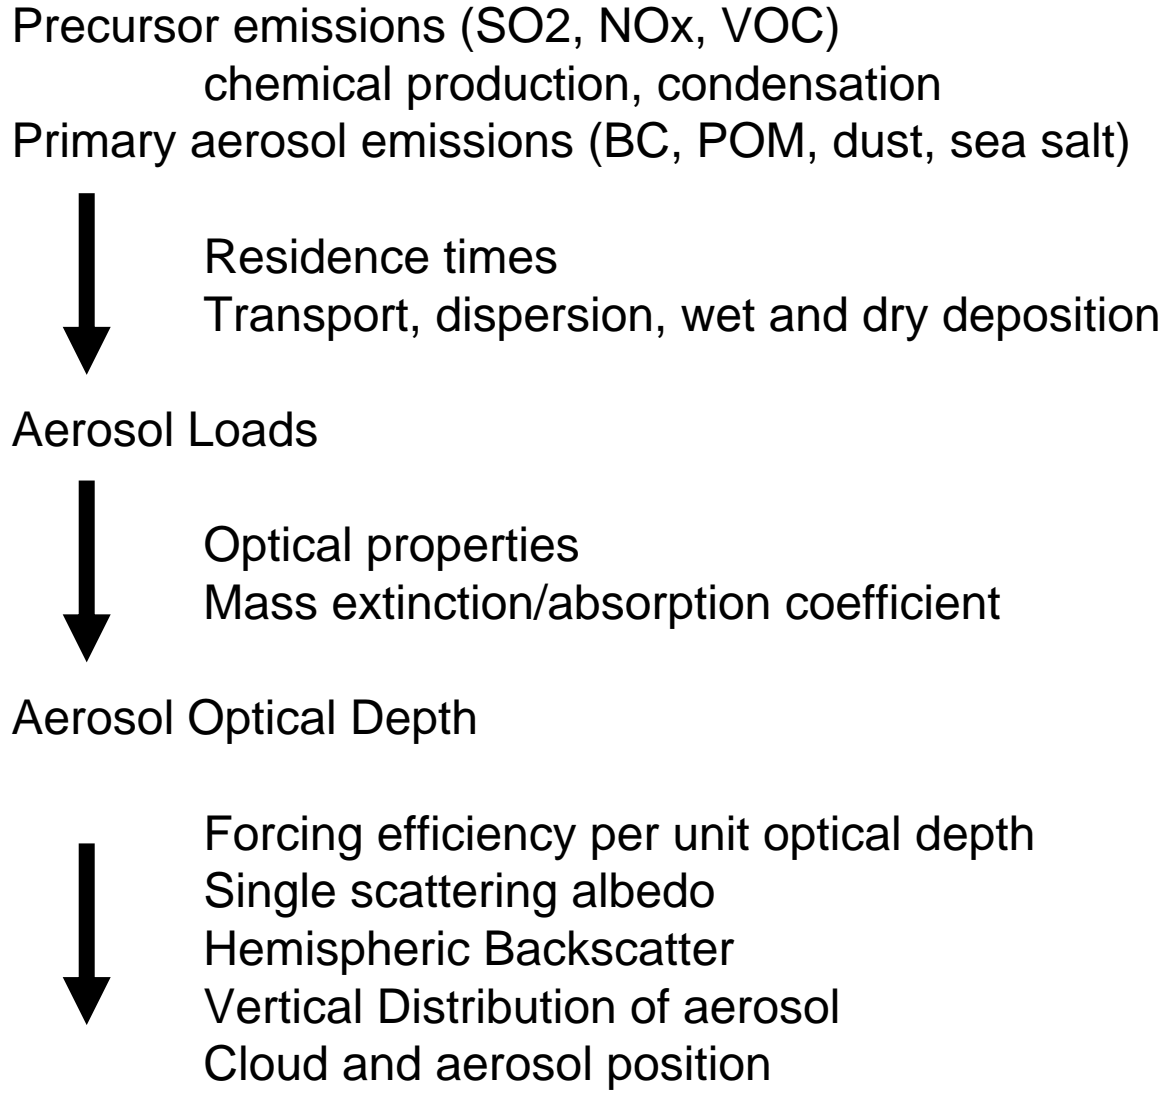 Precursor emissions (SO2, NOx, VOC)
chemical production, condensation
Primary aerosol emissions (BC, POM, dust, sea salt)
Residence times
Transport, dispersion, wet and dry deposition
Aerosol Loads
Optical properties
Mass extinction/absorption coefficient
Aerosol Optical Depth
Forcing efficiency per unit optical depth
Single scattering albedo
Hemispheric Backscatter
Vertical Distribution of aerosol
Cloud and aerosol position